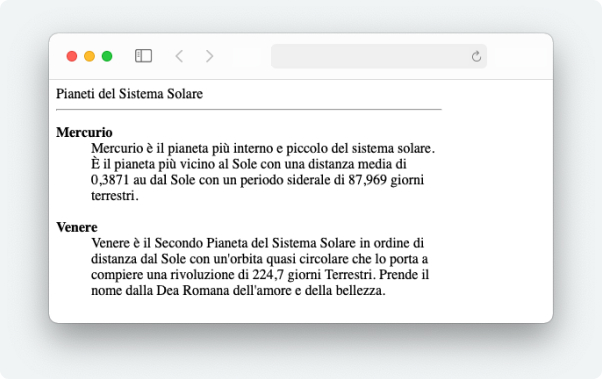 Pianeti del Sistema Solare
Mercurio
Mercurio è il pianeta più interno e piccolo del sistema solare.
È il pianeta più vicino al Sole con una distanza media di
0,3871 au dal Sole con un periodo siderale di 87,969 giorni
terrestri.
Venere
Venere è il Secondo Pianeta del Sistema Solare in ordine di
distanza dal Sole con un'orbita quasi circolare che lo porta a
compiere una rivoluzione di 224,7 giorni Terrestri. Prende il
nome dalla Dea Romana dell'amore e della bellezza.